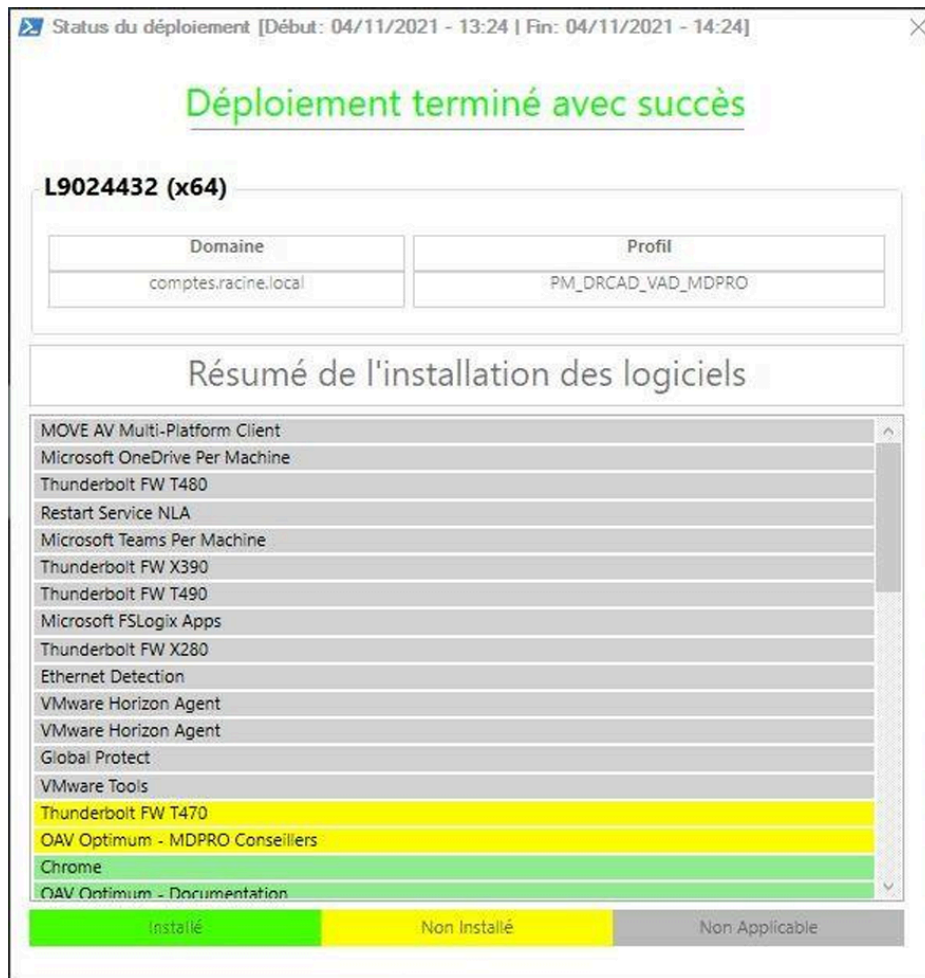 Status du déploiement [Début: 04/11/2021 - 13:24 | Fin: 04/11/2021 - 14:24]
Déploiement terminé avec succès
L9024432 (x64)
Domaine Profil
comptes.racine.local PM_DRCAD_VAD_MDPRO
Résumé de l'installation des logiciels
MOVE AV Multi-Platform Client
Microsoft OneDrive Per Machine
Thunderbolt FW T480
Restart Service NLA
Microsoft Teams Per Machine
Thunderbolt FW X390
Thunderbolt FW T490
Microsoft FSLogix Apps
Thunderbolt FW X280
Ethernet Detection
VMware Horizon Agent
VMware Horizon Agent
Global Protect
VMware Tools
Thunderbolt FW T470
OAV Optimum - MDPRO Conseillers
Chrome
OAV Optimum - Documentation
Installé Non Installé Non Applicable